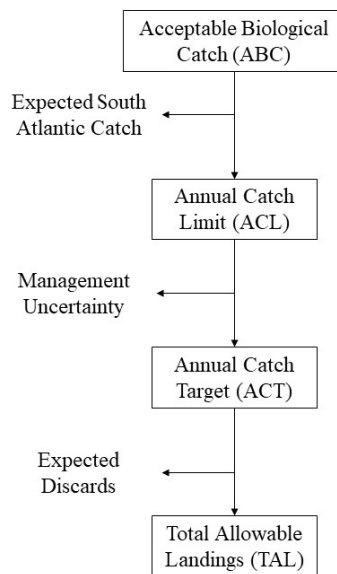 Acceptable Biological
Catch (ABC)
Expected South
Atlantic Catch
Annual Catch
Limit (ACL)
Management
Uncertainty
Annual Catch
Target (ACT)
Expected
Discards
Total Allowable
Landings (TAL)